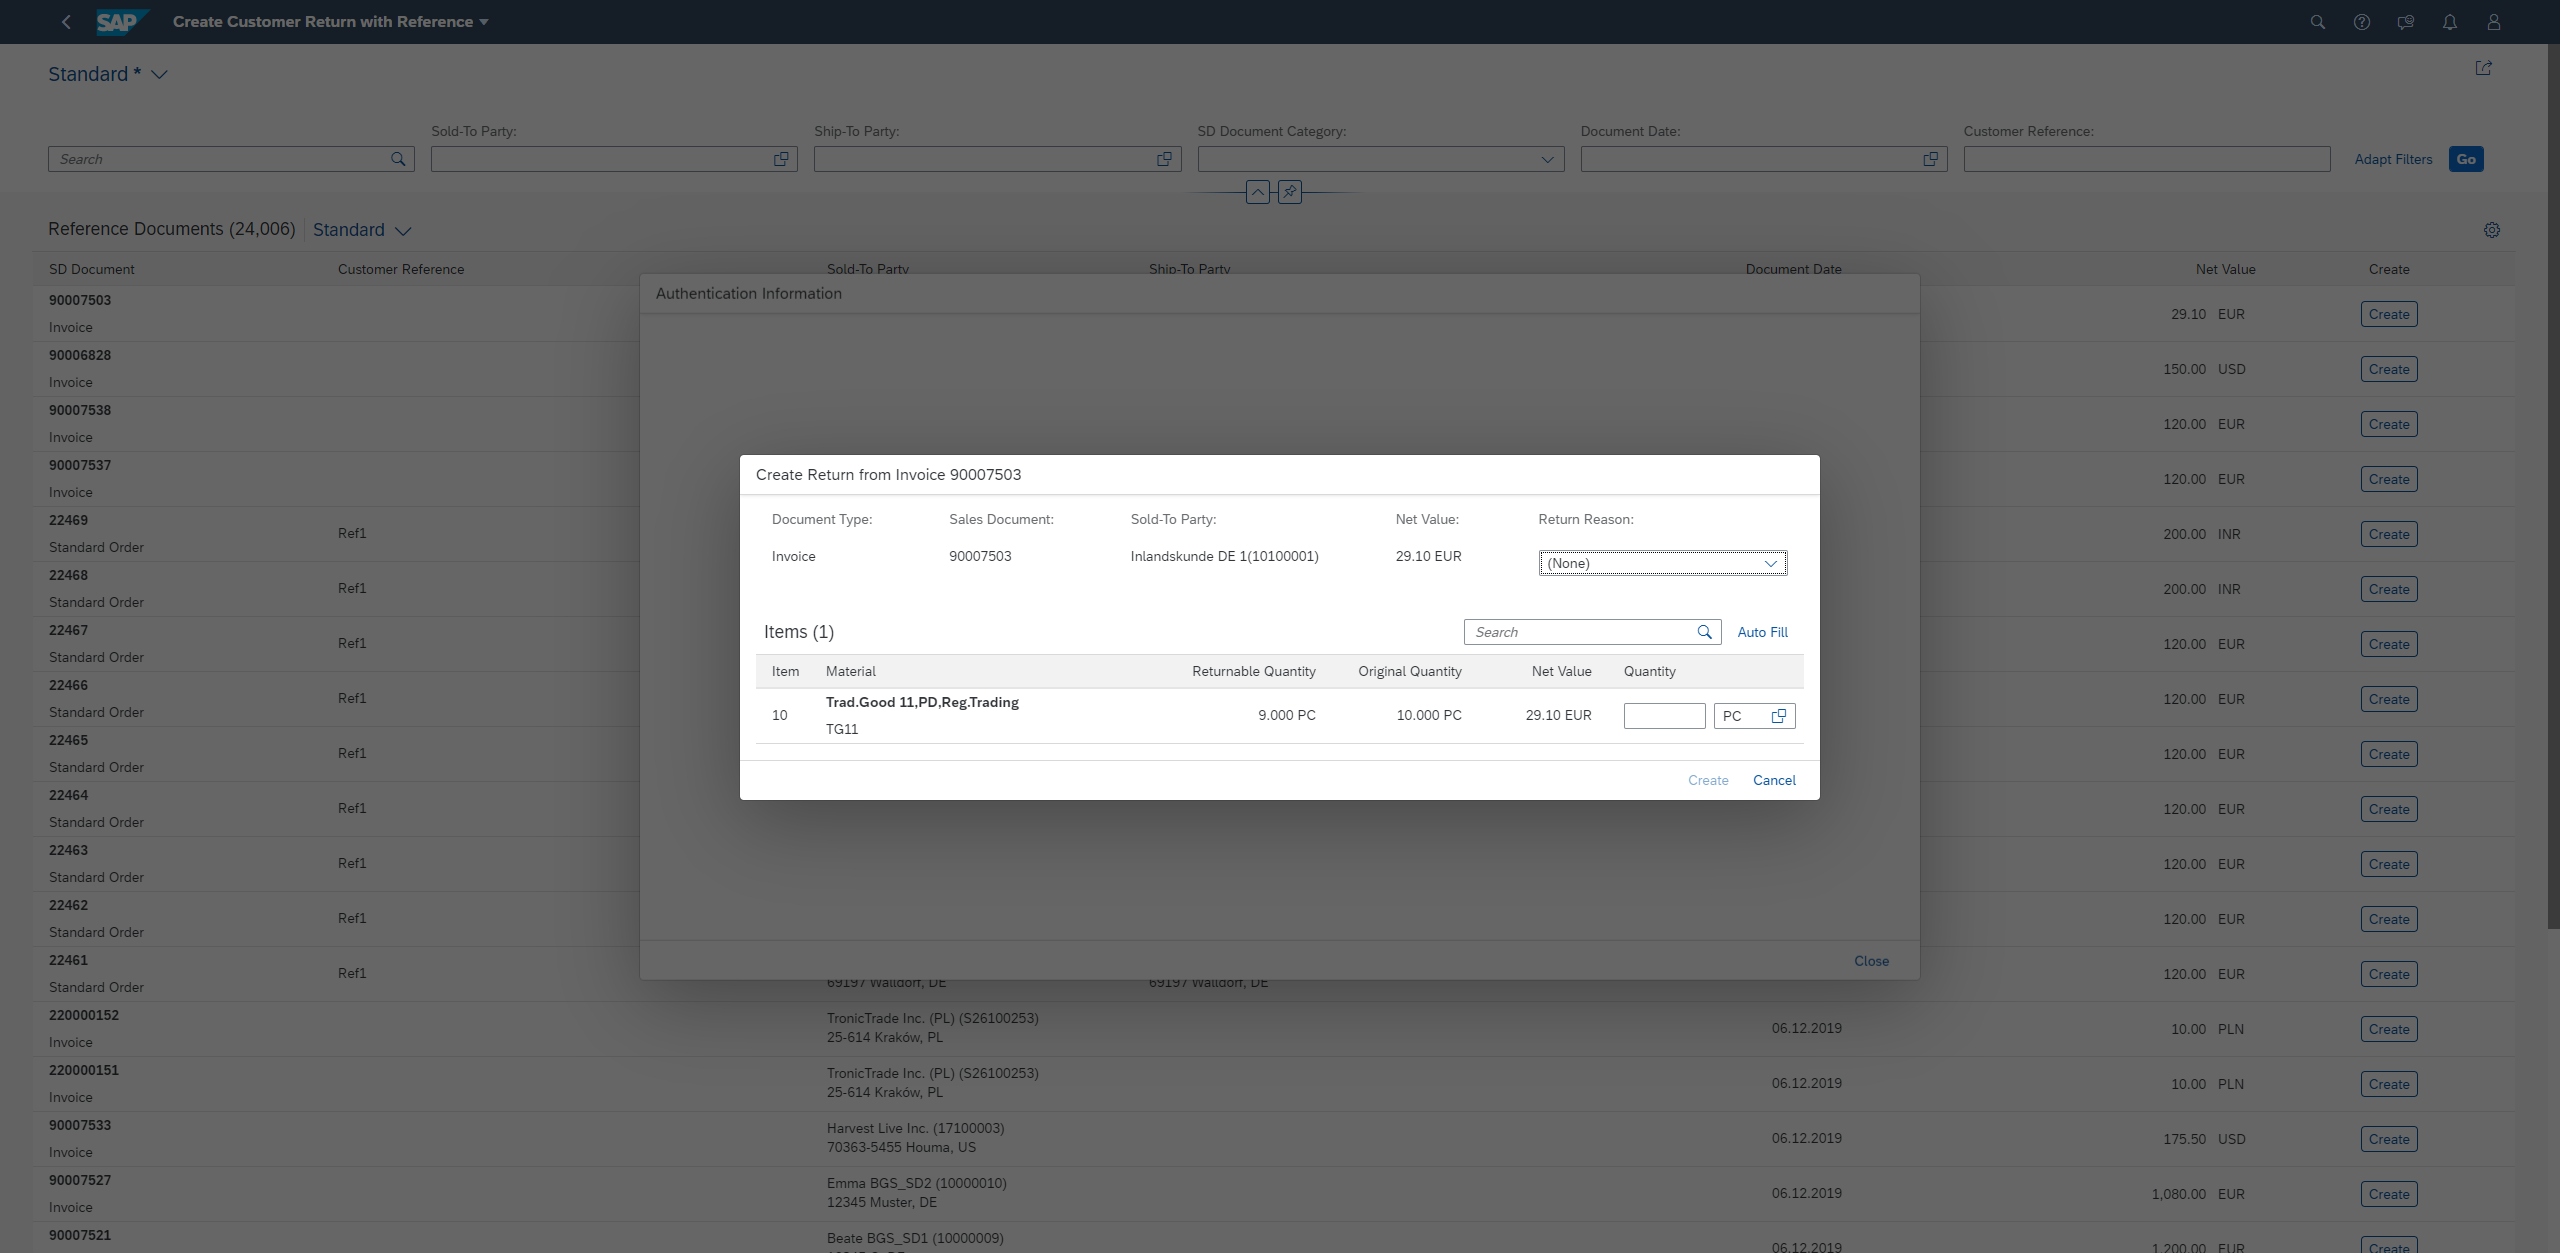 SAP Create Customer Return with Reference
Standard *
Sold-To Party: Ship-To Party: SD Document Category: Document Date: Customer Reference:
Search Adapt Filters Go
Reference Documents (24,006) Standard
SD Document Customer Reference Sold-To Party Ship-To Party Document Date Net Value Create
90007503
Invoice
29.10 EUR Create
90006828
Invoice
150.00 USD Create
90007538
Invoice
120.00 EUR Create
90007537
Invoice
120.00 EUR Create
22469
Standard Order
Ref1 200.00 INR Create
22468
Standard Order
Ref1 200.00 INR Create
22467
Standard Order
Ref1 120.00 EUR Create
22466
Standard Order
Ref1 120.00 EUR Create
22465
Standard Order
Ref1 120.00 EUR Create
22464
Standard Order
Ref1 120.00 EUR Create
22463
Standard Order
Ref1 120.00 EUR Create
22462
Standard Order
Ref1 120.00 EUR Create
22461
Standard Order
Ref1 69197 Walldorf, DE 69197 Walldorf, DE 120.00 EUR Create
220000152
Invoice
TronicTrade Inc. (PL) (S26100253)
25-614 Kraków, PL
06.12.2019 10.00 PLN Create
220000151
Invoice
TronicTrade Inc. (PL) (S26100253)
25-614 Kraków, PL
06.12.2019 10.00 PLN Create
90007533
Invoice
Harvest Live Inc. (17100003)
70363-5455 Houma, US
06.12.2019 175.50 USD Create
90007527
Invoice
Emma BGS_SD2 (10000010)
12345 Muster, DE
06.12.2019 1,080.00 EUR Create
90007521
Beate BGS_SD1 (10000009)
06.12.2019 1,200.00 EUR Create
Authentication Information
Close
Create Return from Invoice 90007503
Document Type: Sales Document: Sold-To Party: Net Value: Return Reason:
Invoice 90007503 Inlandskunde DE 1(10100001) 29.10 EUR (None)
Items (1) Search Auto Fill
Item Material Returnable Quantity Original Quantity Net Value Quantity
10 Trad.Good 11,PD,Reg.Trading
TG11
9.000 PC 10.000 PC 29.10 EUR PC
Create Cancel